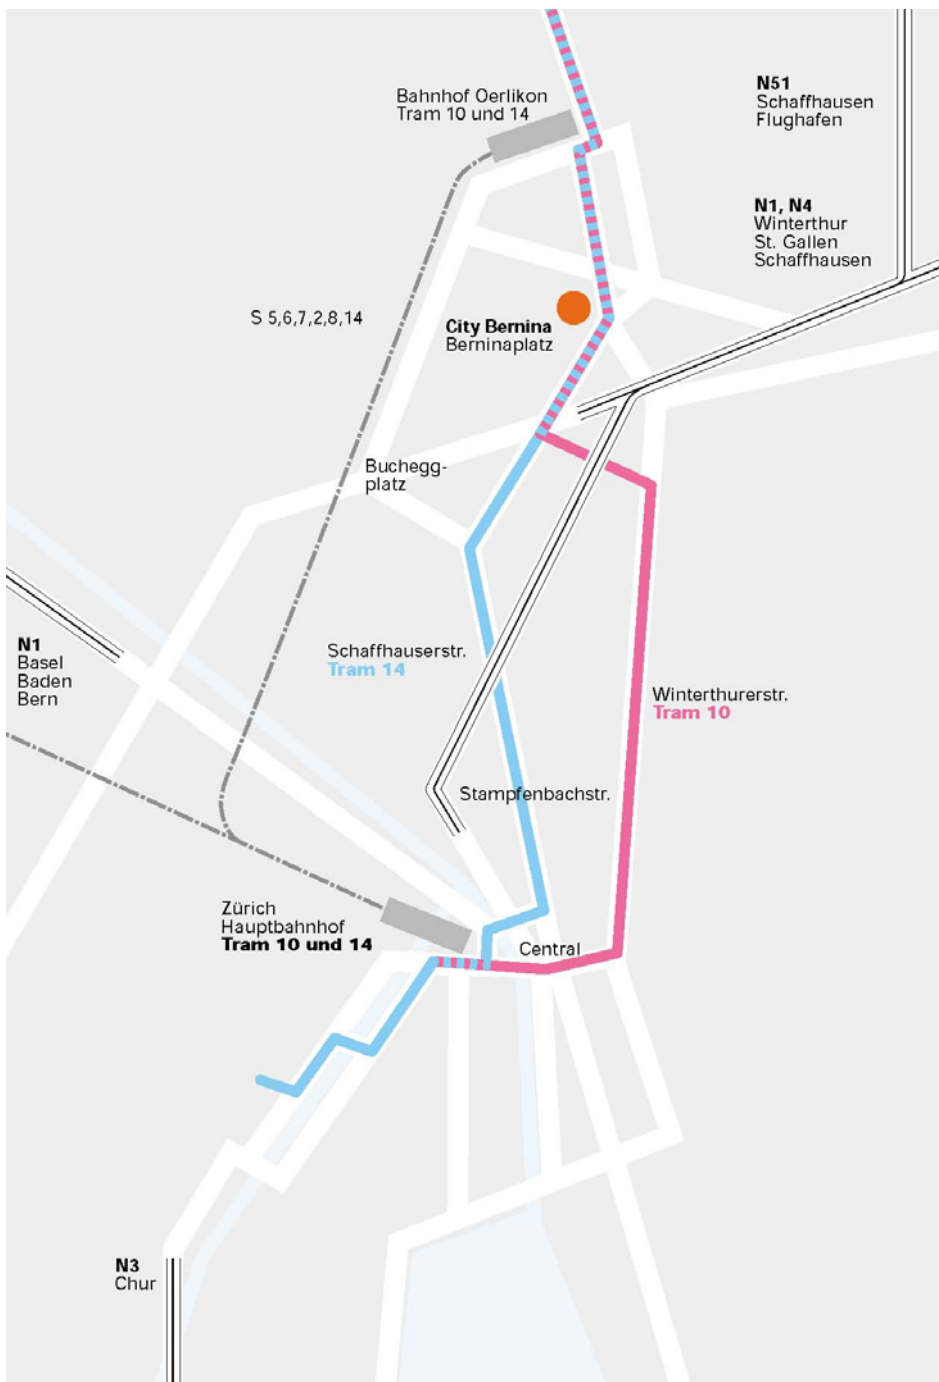 Bahnhof Oerlikon
Tram 10 und 14
N51
Schaffhausen
Flughafen
N1, N4
Winterthur
St. Gallen
Schaffhausen
S 5,6,7,2,8,14
City Bernina
Berninaplatz
Buchegg-
platz
N1
Basel
Baden
Bern
Schaffhauserstr.
Tram 14
Winterthurerstr.
Tram 10
Stampfenbachstr.
Zürich
Hauptbahnhof
Tram 10 und 14
Central
N3
Chur